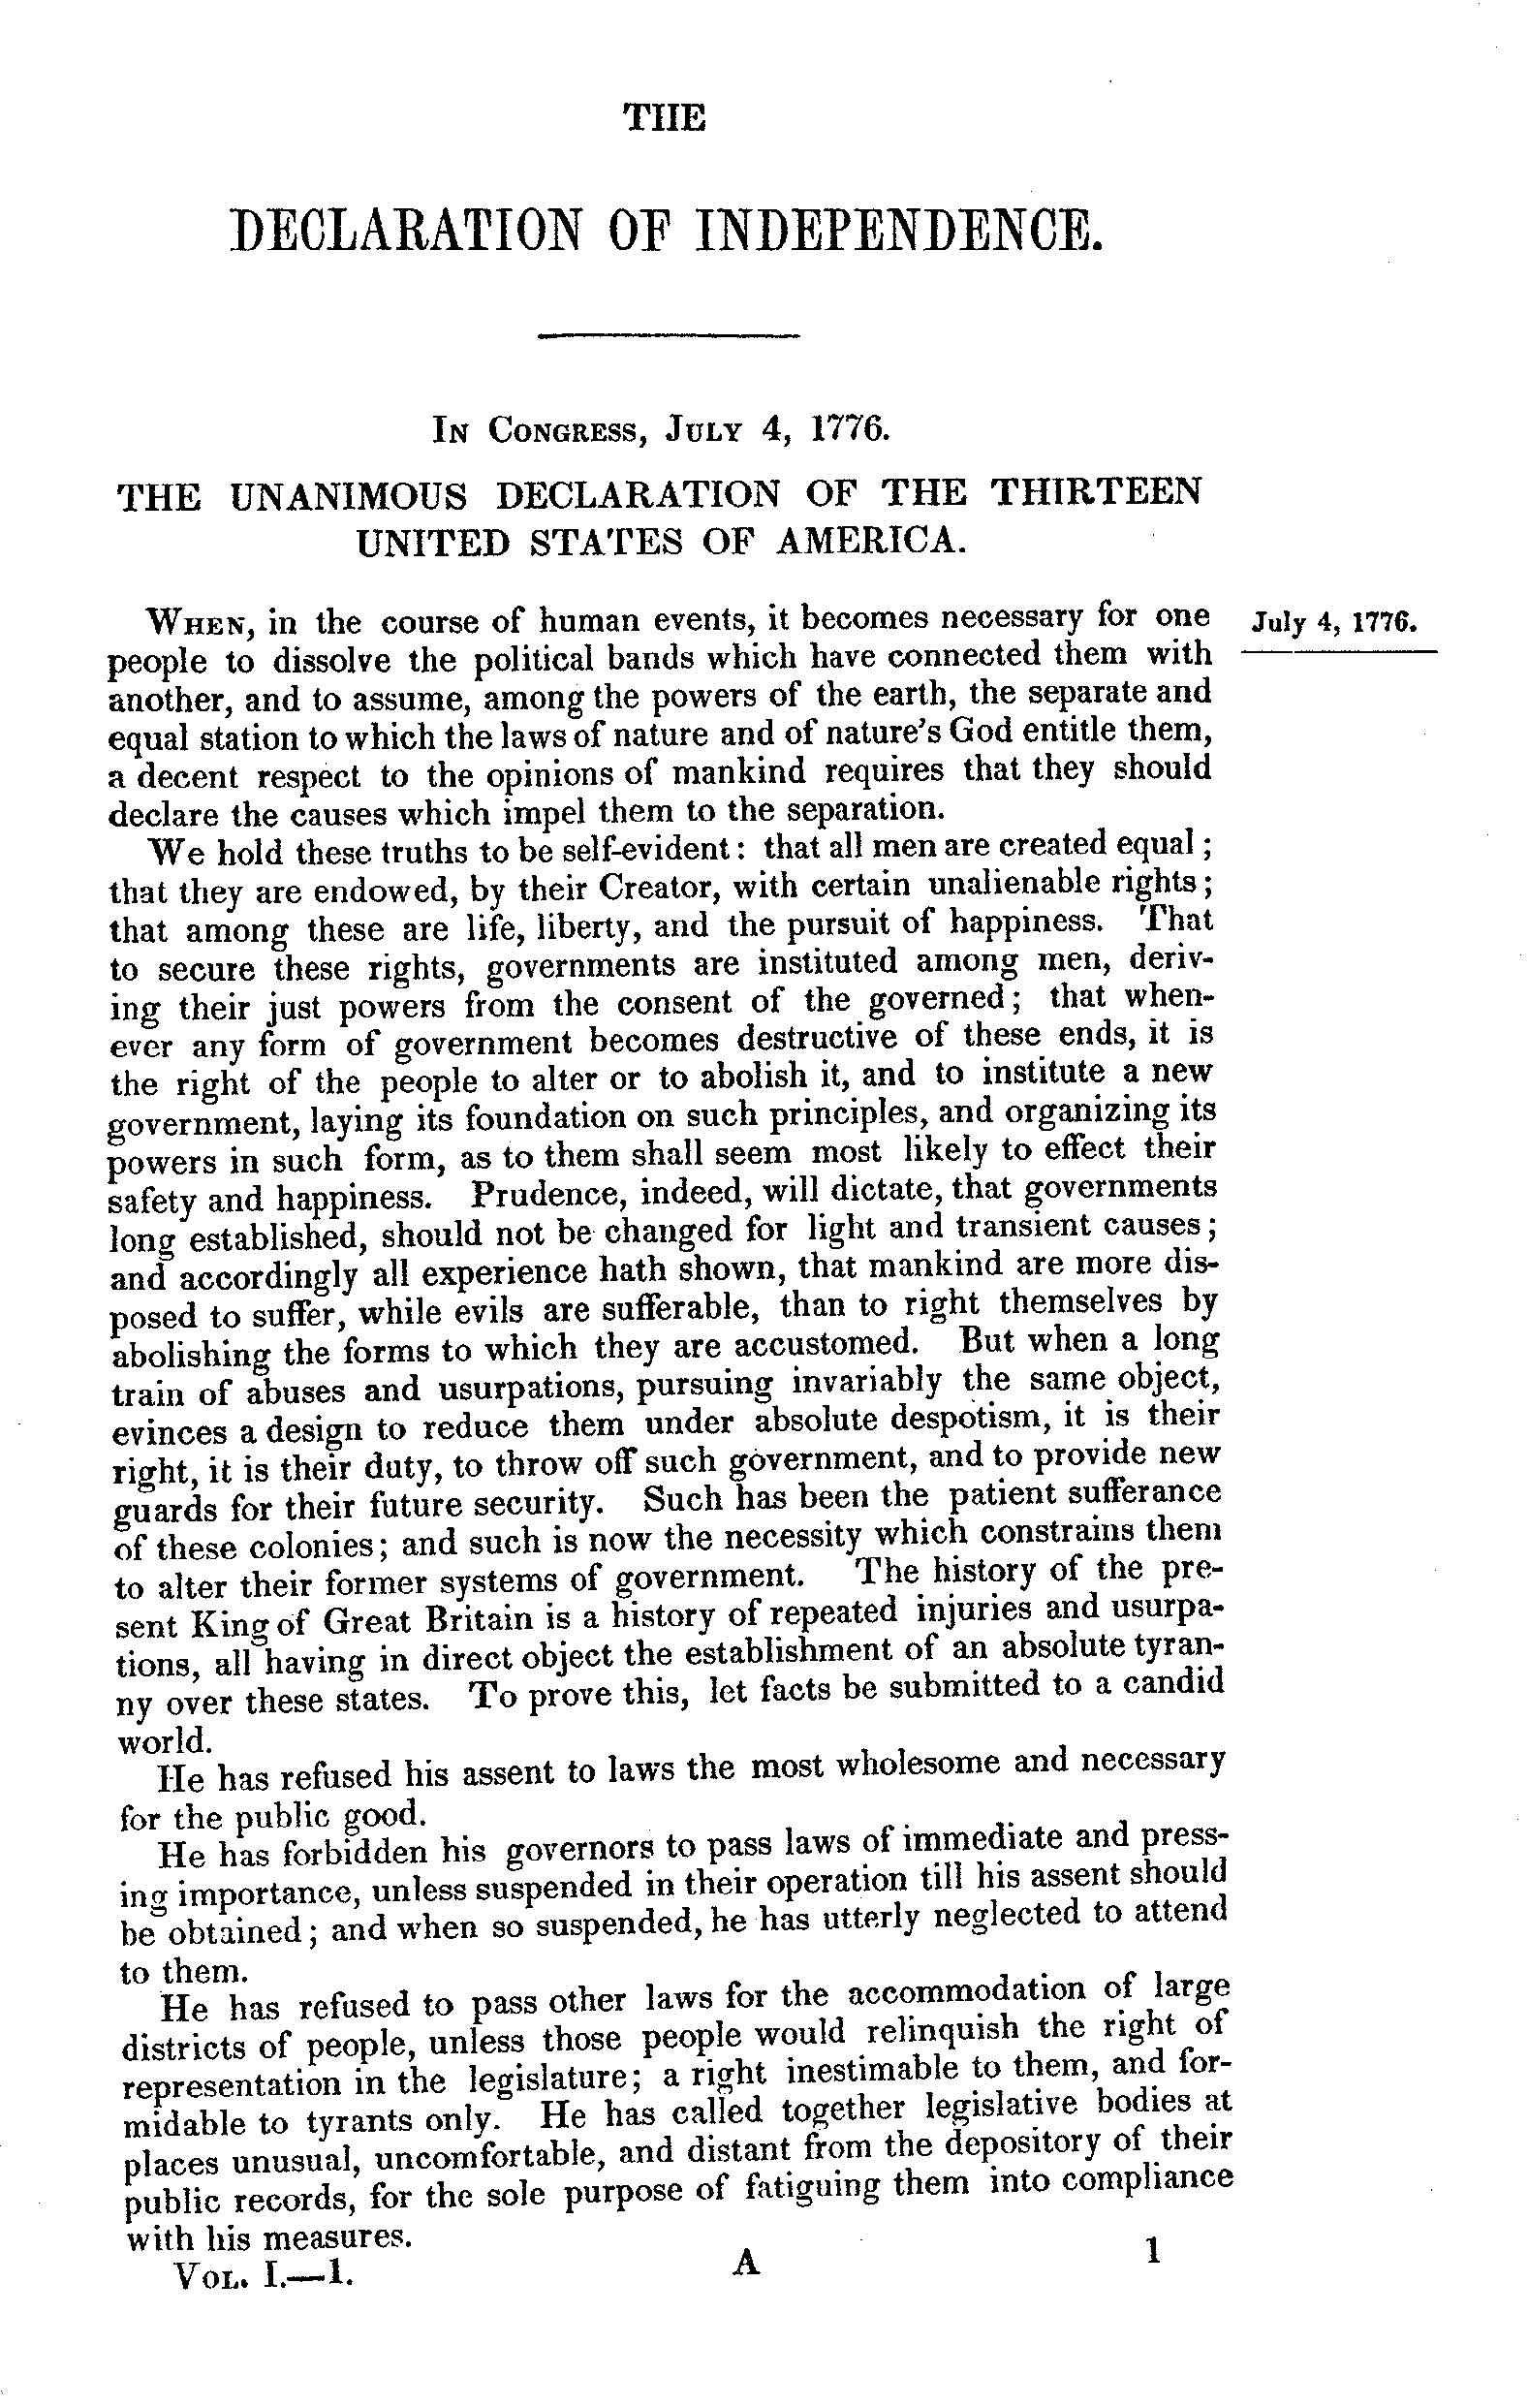 THE
DECLARATION OF INDEPENDENCE.
IN CONGRESS, JULY 4, 1776.
THE UNANIMOUS DECLARATION OF THE THIRTEEN
UNITED STATES OF AMERICA.
WHEN, in the course of human events, it becomes necessary for one
July 4, 1776.
people to dissolve the political bands which have connected them with
another, and to assume, among the powers of the earth, the separate and
equal station to which the laws of nature and of nature's God entitle them,
a decent respect to the opinions of mankind requires that they should
declare the causes which impel them to the separation.
We hold these truths to be self-evident: that all men are created equal;
that they are endowed, by their Creator, with certain unalienable rights;
that among these are life, liberty, and the pursuit of happiness. That
to secure these rights, governments are instituted among men, deriv-
ing their just powers from the consent of the governed; that when-
ever any form of government becomes destructive of these ends, it is
the right of the people to alter or to abolish it, and to institute a new
government, laying its foundation on such principles, and organizing its
powers in such form, as to them shall seem most likely to effect their
safety and happiness. Prudence, indeed, will dictate, that governments
long established, should not be changed for light and transient causes;
and accordingly all experience hath shown, that mankind are more dis-
posed to suffer, while evils are sufferable, than to right themselves by
abolishing the forms to which they are accustomed. But when a long
train of abuses and usurpations, pursuing invariably the same object,
evinces a design to reduce them under absolute despotism, it is their
right, it is their duty, to throw off such government, and to provide new
guards for their future security. Such has been the patient sufferance
of these colonies; and such is now the necessity which constrains them
to alter their former systems of government. The history of the pre-
sent King of Great Britain is a history of repeated injuries and usurpa-
tions, all having in direct object the establishment of an absolute tyran-
ny over these states. To prove this, let facts be submitted to a candid
world.
He has refused his assent to laws the most wholesome and necessary
for the public good.
He has forbidden his governors to pass laws of immediate and press-
ing importance, unless suspended in their operation till his assent should
be obtained; and when so suspended, he has utterly neglected to attend
to them.
He has refused to pass other laws for the accommodation of large
districts of people, unless those people would relinquish the right of
representation in the legislature; a right inestimable to them, and for-
midable to tyrants only. He has called together legislative bodies at
places unusual, uncomfortable, and distant from the depository of their
public records, for the sole purpose of fatiguing them into compliance
with his measures.
VOL. I.—1. A 1